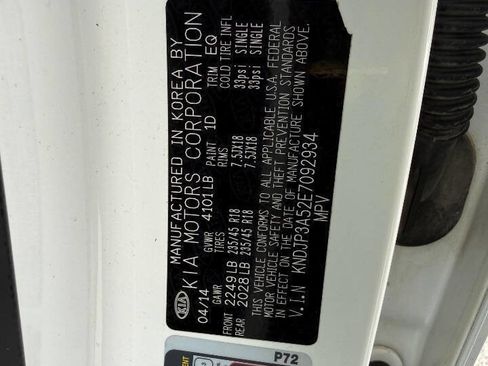 MANUFACTURED IN KOREA BY
KIA KIA MOTORS CORPORATION
04/14 GVWR 4101LB PAINT 1D TRIM EQ
GAWR TIRES RIMS COLD TIRE INFL
FRONT 2249LB 235/45 R18 7.5JX18 33psi SINGLE
REAR 2028LB 235/45 R18 7.5JX18 33psi SINGLE
THIS VEHICLE CONFORMS TO ALL APPLICABLE U.S.A. FEDERAL
MOTOR VEHICLE SAFETY AND THEFT PREVENTION STANDARDS
IN EFFECT ON THE DATE OF MANUFACTURE SHOWN ABOVE.
V.I.N KNDJP3A52E7092934
MPV
P72